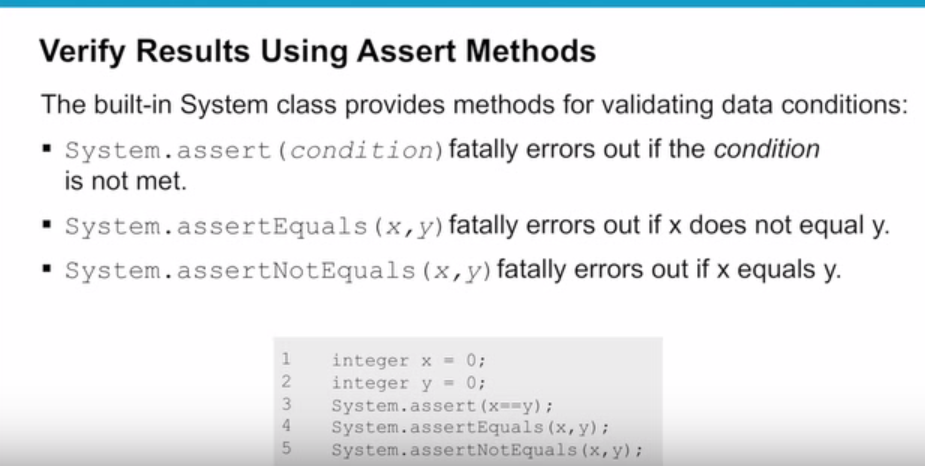 Verify Results Using Assert Methods
The built-in System class provides methods for validating data conditions:
▪ System.assert(condition) fatally errors out if the condition
is not met.
▪ System.assertEquals(x,y) fatally errors out if x does not equal y.
▪ System.assertNotEquals(x,y) fatally errors out if x equals y.
1 integer x = 0;
2 integer y = 0;
3 System.assert(x==y);
4 System.assertEquals(x,y);
5 System.assertNotEquals(x,y);